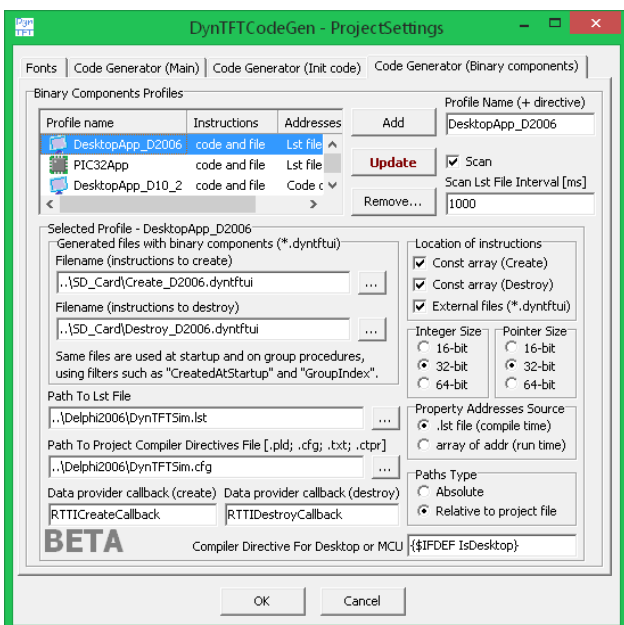 Dyn
TFT
DynTFTCodeGen - ProjectSettings
Fonts Code Generator (Main) Code Generator (Init code) Code Generator (Binary components)
Binary Components Profiles
Profile name Instructions Addresses
DesktopApp_D2006 code and file Lst file
PIC32App code and file Lst file
DesktopApp_D10_2 code and file Code c
Add
Update
Remove...
Profile Name (+ directive)
DesktopApp_D2006
Scan
Scan Lst File Interval [ms]
1000
Selected Profile - DesktopApp_D2006
Generated files with binary components (*.dyntftui)
Filename (instructions to create)
..\SD_Card\Create_D2006.dyntftui
...
Filename (instructions to destroy)
..\SD_Card\Destroy_D2006.dyntftui
...
Same files are used at startup and on group procedures,
using filters such as "CreatedAtStartup" and "GroupIndex".
Location of instructions
Const array (Create)
Const array (Destroy)
External files (*.dyntftui)
Integer Size
16-bit
32-bit
64-bit
Pointer Size
16-bit
32-bit
64-bit
Path To Lst File
..\Delphi2006\DynTFTSim.lst
...
Path To Project Compiler Directives File [.pld; .cfg; .txt; .ctpr]
..\Delphi2006\DynTFTSim.cfg
...
Property Addresses Source
.lst file (compile time)
array of addr (run time)
Data provider callback (create) Data provider callback (destroy)
RTTICreateCallback RTTIDestroyCallback
Paths Type
Absolute
Relative to project file
BETA
Compiler Directive For Desktop or MCU {$IFDEF IsDesktop}
OK Cancel